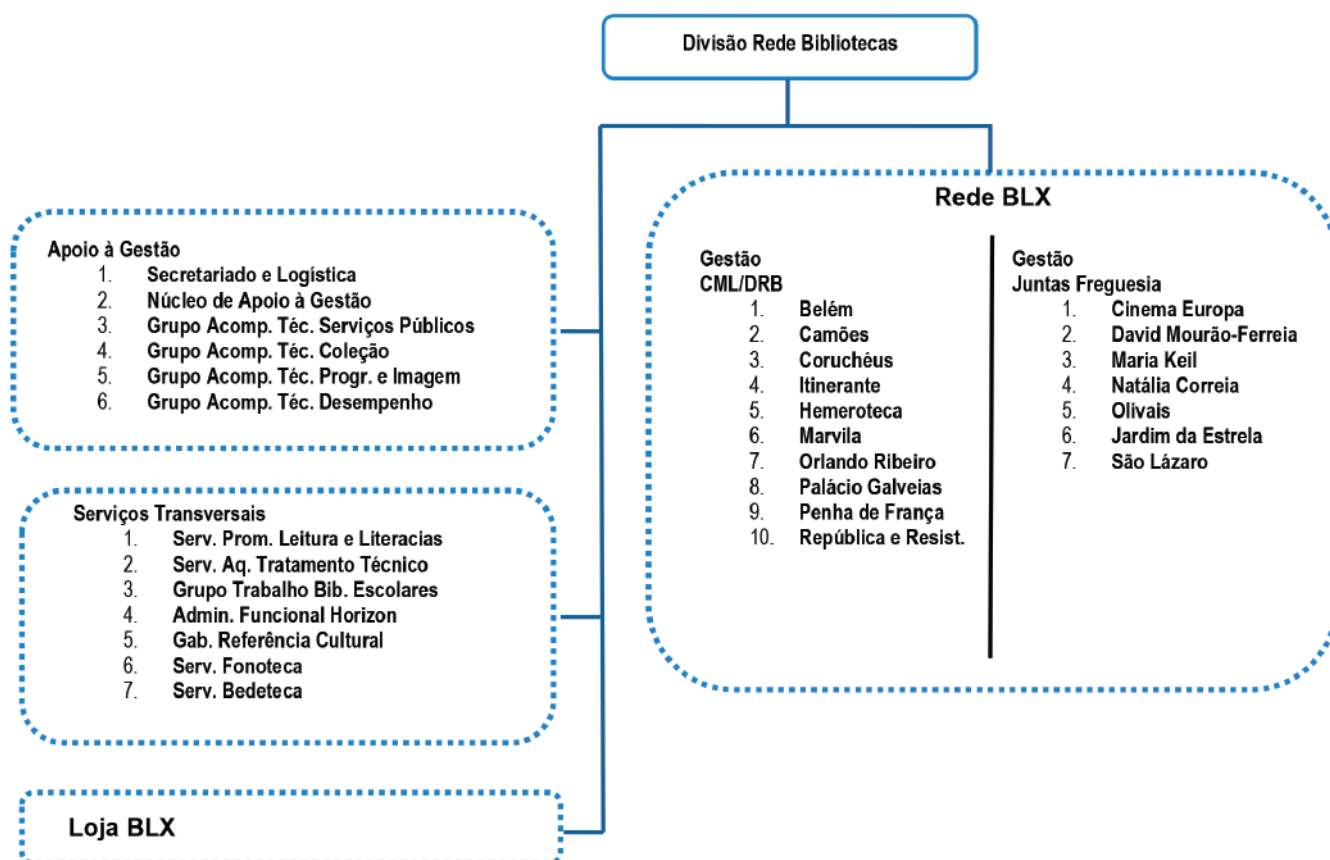 Divisão Rede Bibliotecas
Apoio à Gestão
1. Secretariado e Logística
2. Núcleo de Apoio à Gestão
3. Grupo Acomp. Téc. Serviços Públicos
4. Grupo Acomp. Téc. Coleção
5. Grupo Acomp. Téc. Progr. e Imagem
6. Grupo Acomp. Téc. Desempenho
Serviços Transversais
1. Serv. Prom. Leitura e Literacias
2. Serv. Aq. Tratamento Técnico
3. Grupo Trabalho Bib. Escolares
4. Admin. Funcional Horizon
5. Gab. Referência Cultural
6. Serv. Fonoteca
7. Serv. Bedeteca
Loja BLX
Rede BLX
Gestão
CML/DRB
1. Belém
2. Camões
3. Coruchéus
4. Itinerante
5. Hemeroteca
6. Marvila
7. Orlando Ribeiro
8. Palácio Galveias
9. Penha de França
10. República e Resist.
Gestão
Juntas Freguesia
1. Cinema Europa
2. David Mourão-Ferreia
3. Maria Keil
4. Natália Correia
5. Olivais
6. Jardim da Estrela
7. São Lázaro